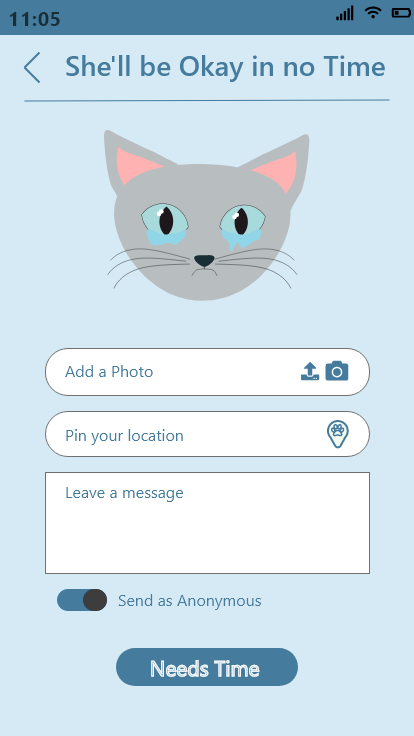 11:05
She'll be Okay in no Time
Add a Photo
Pin your location
Leave a message
Send as Anonymous
Needs Time